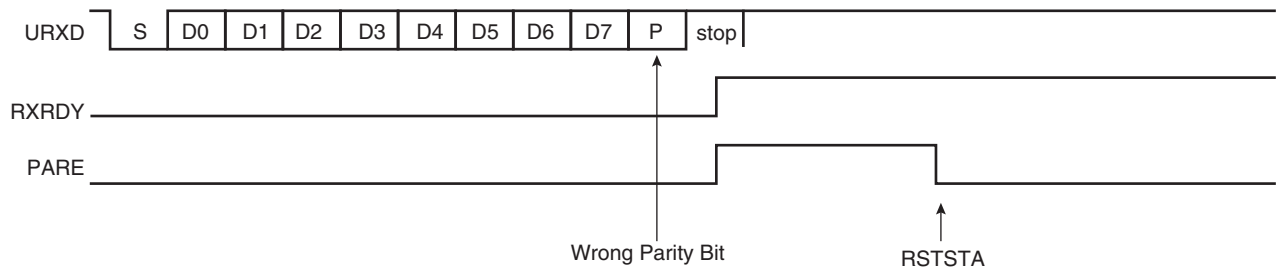 URXD S D0 D1 D2 D3 D4 D5 D6 D7 P stop
RXRDY
PARE
Wrong Parity Bit
RSTSTA